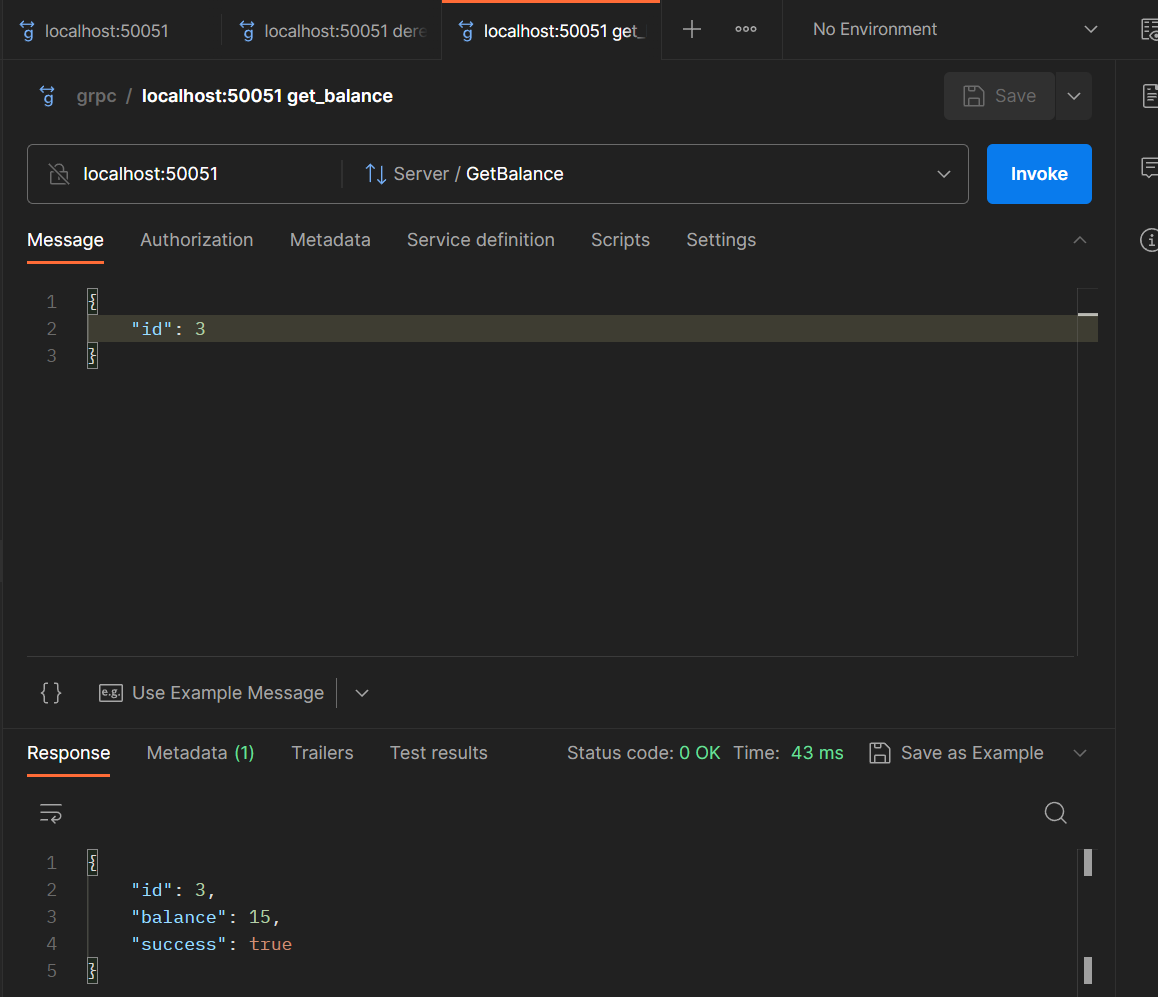 localhost:50051 localhost:50051 dere localhost:50051 get_ No Environment
grpc / localhost:50051 get_balance Save
localhost:50051 Server / GetBalance Invoke
Message Authorization Metadata Service definition Scripts Settings
1 {
2 "id": 3
3 }
{} e.g. Use Example Message
Response Metadata (1) Trailers Test results Status code: 0 OK Time: 43 ms Save as Example
1 {
2 "id": 3,
3 "balance": 15,
4 "success": true
5 }